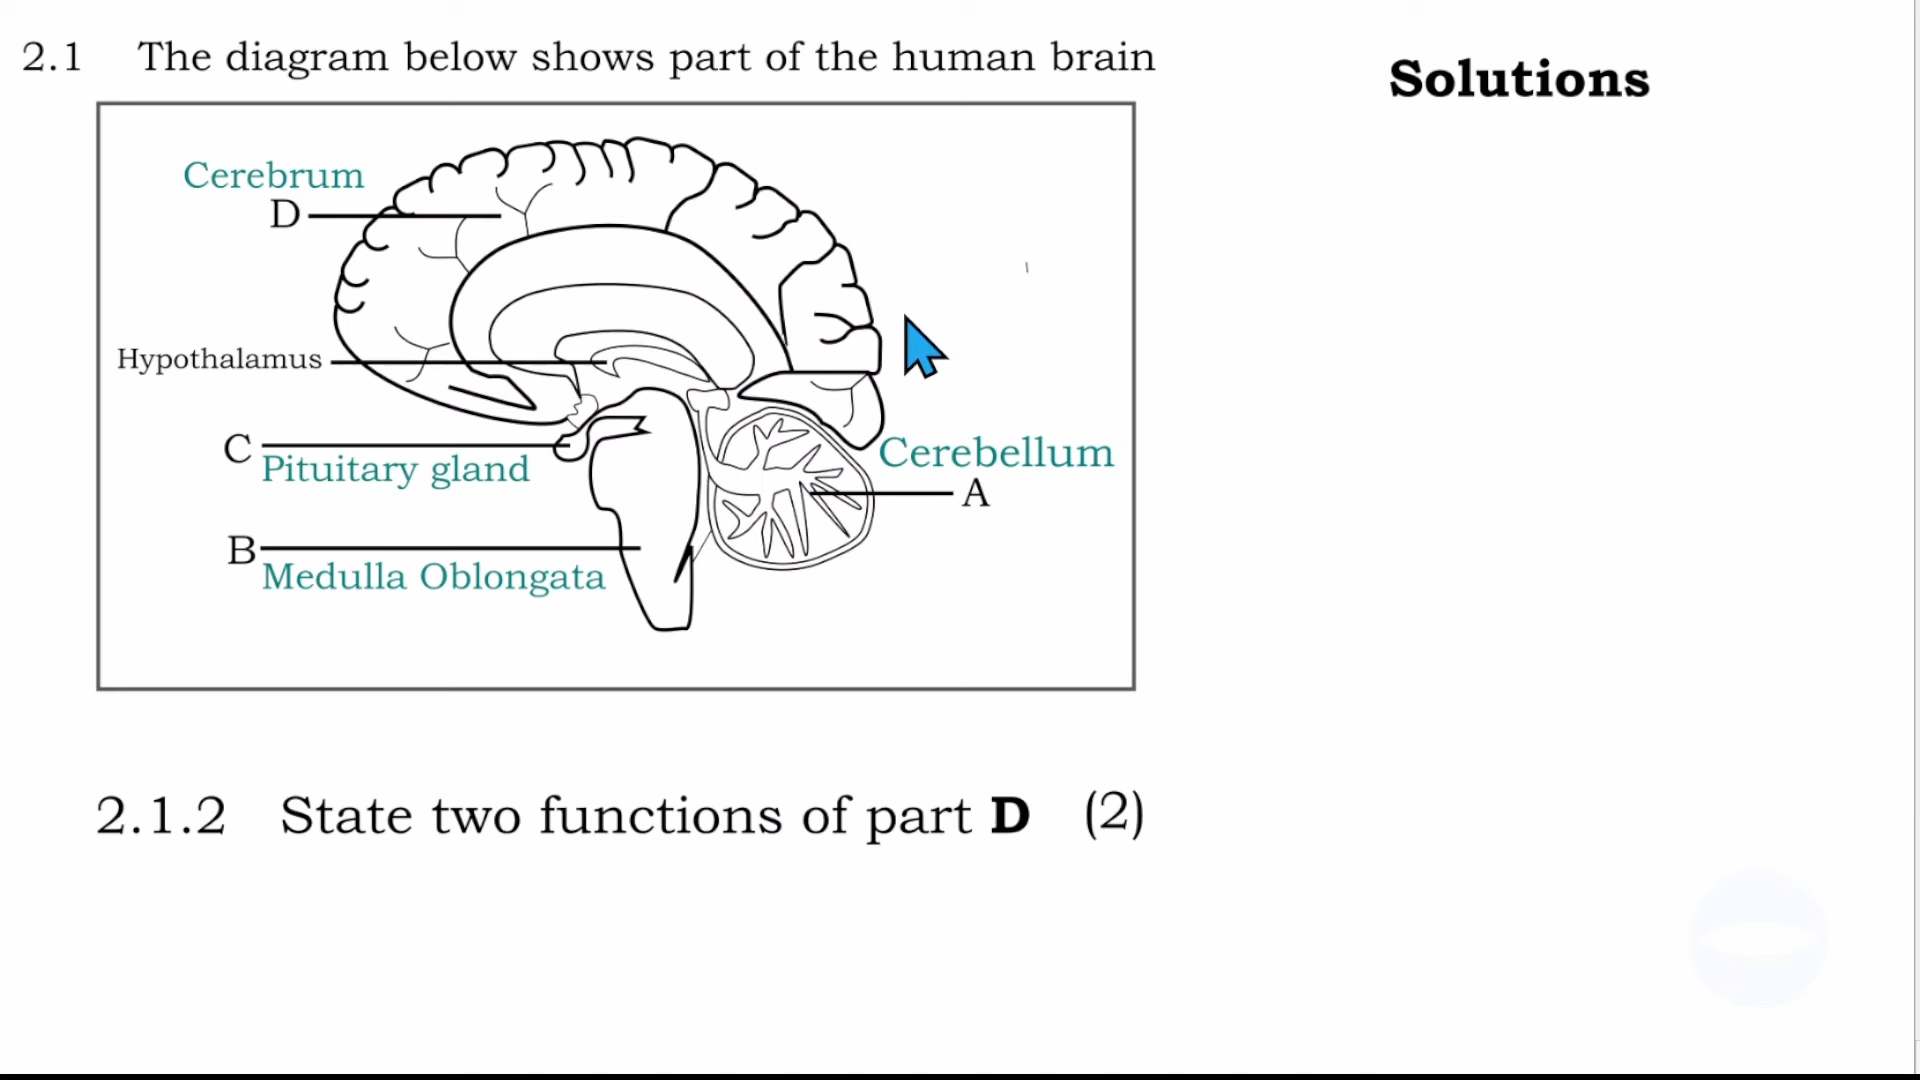 2.1 The diagram below shows part of the human brain
Solutions
Cerebrum
D
Hypothalamus
C
Pituitary gland
Cerebellum
A
B
Medulla Oblongata
2.1.2 State two functions of part D (2)